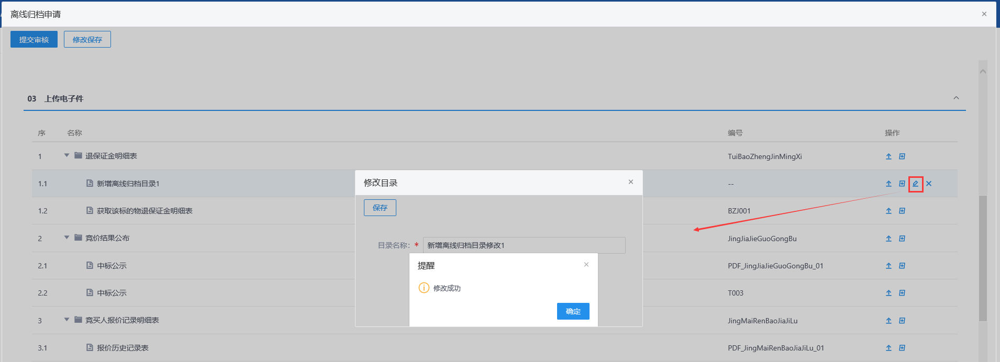 离线归档申请
提交审核 修改保存
03 上传电子件
序 名称 编号 操作
1 退保证金明细表 TuiBaoZhengJinMingXi
1.1 新增离线归档目录1 --
1.2 获取该标的物退保证金明细表 BZJ001
2 竞价结果公布 JingJiaJieGuoGongBu
2.1 中标公示 PDF_JingJiaJieGuoGongBu_01
2.2 中标公示 T003
3 竞买人报价记录明细表 JingMaiRenBaoJiaJiLu
3.1 报价历史记录表 PDF_JingMaiRenBaoJiaJiLu_01
修改目录
保存
目录名称: * 新增离线归档目录修改1
提醒
修改成功
确定